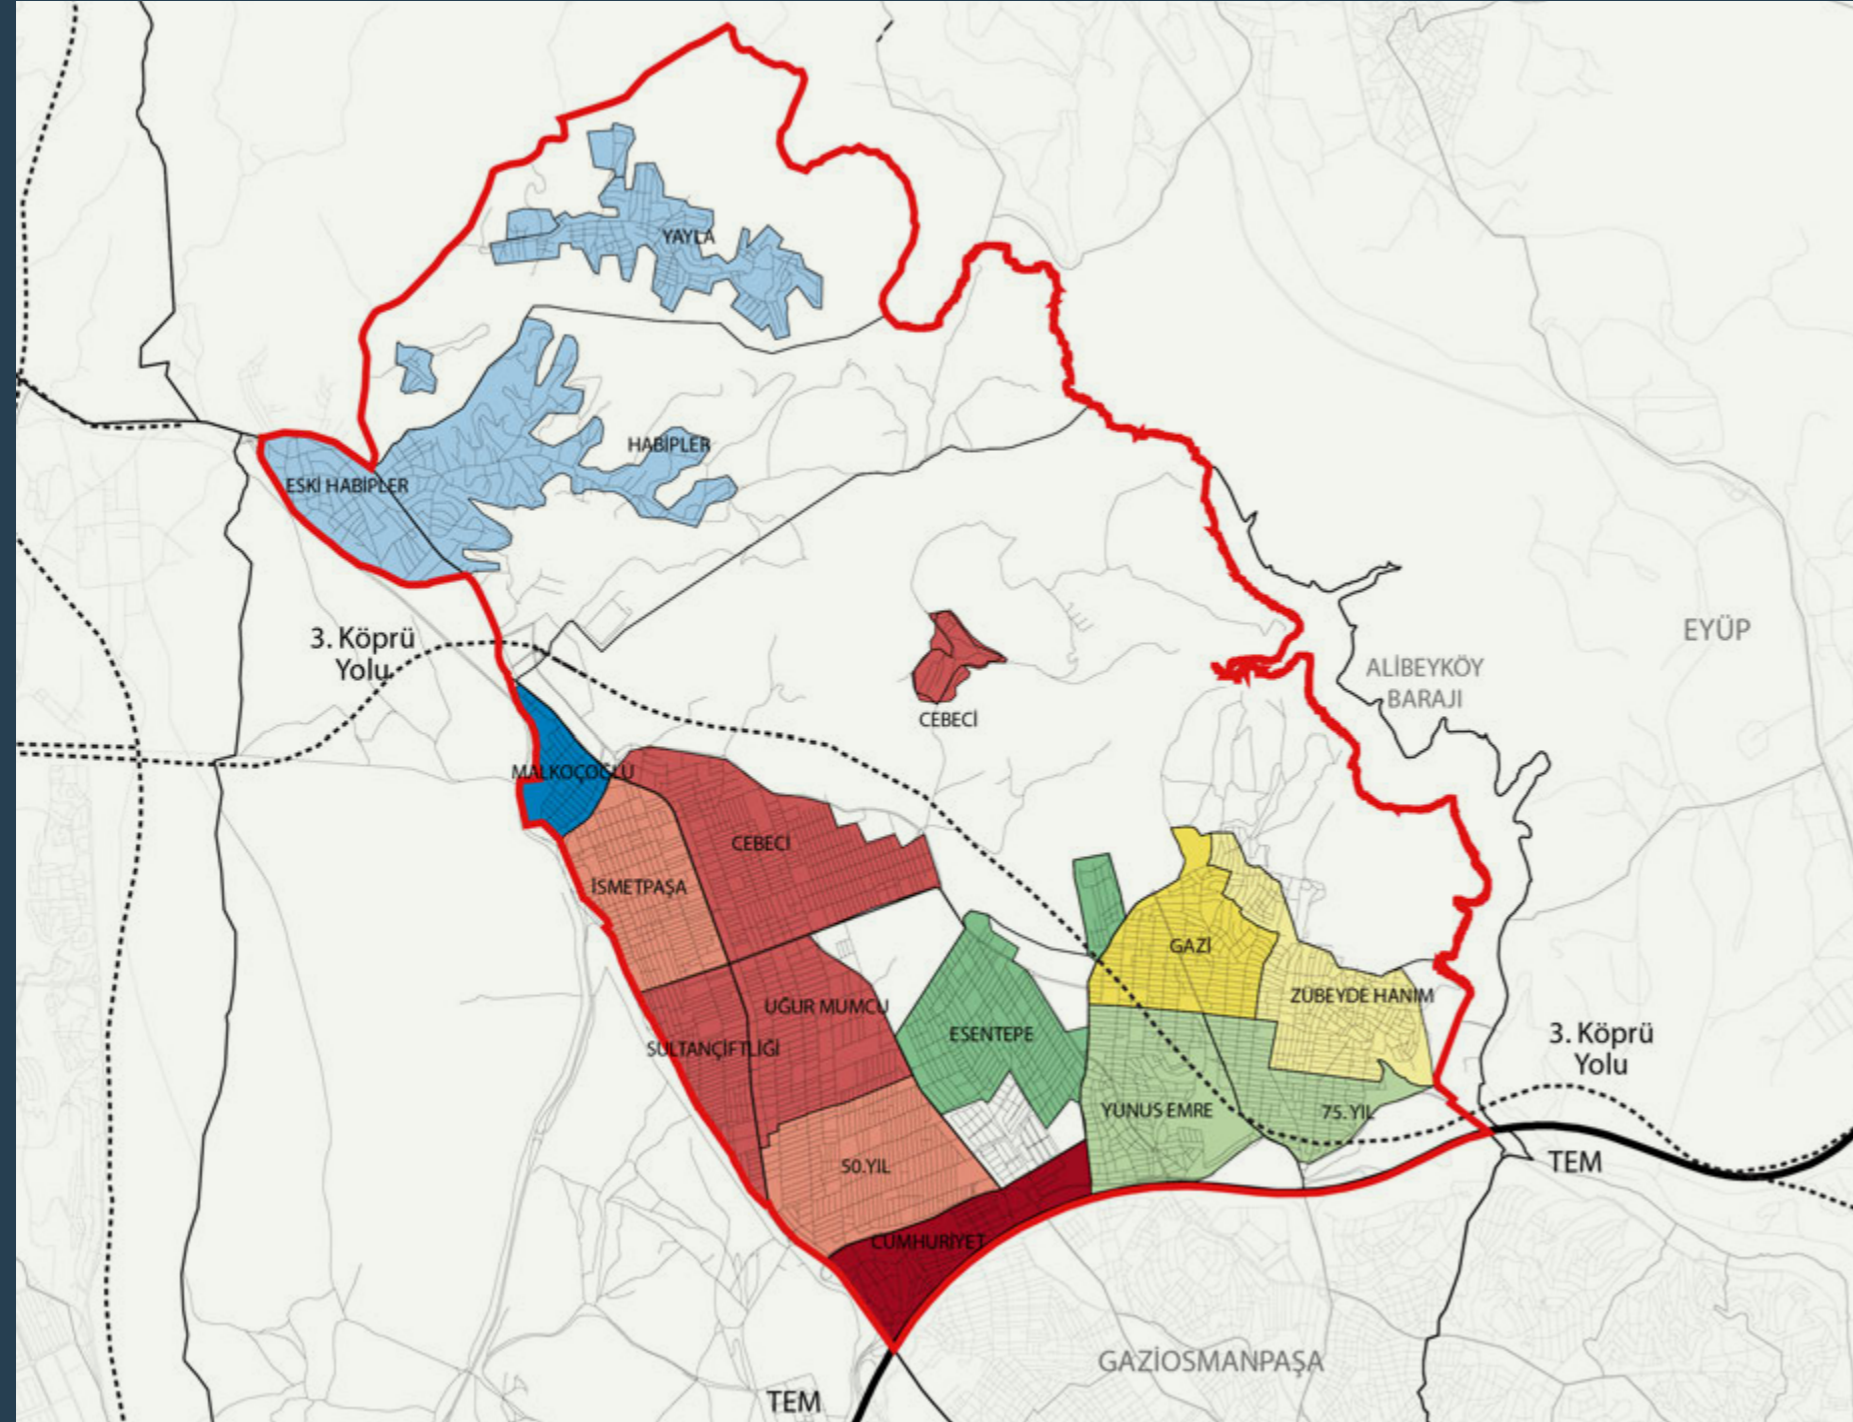 YAYLA
HABİPLER
ESKİ HABİPLER
3. Köprü
Yolu
EYÜP
ALİBEYKÖY
BARAJI
CEBECİ
MALKOÇOĞLU
CEBECİ
İSMETPAŞA
GAZİ
ZÜBEYDE HANIM
UĞUR MUMCU
ESENTEPE
SULTANÇİFTLİĞİ
3. Köprü
Yolu
YUNUS EMRE
75. YIL
50.YIL
TEM
CUMHURİYET
GAZİOSMANPAŞA
TEM